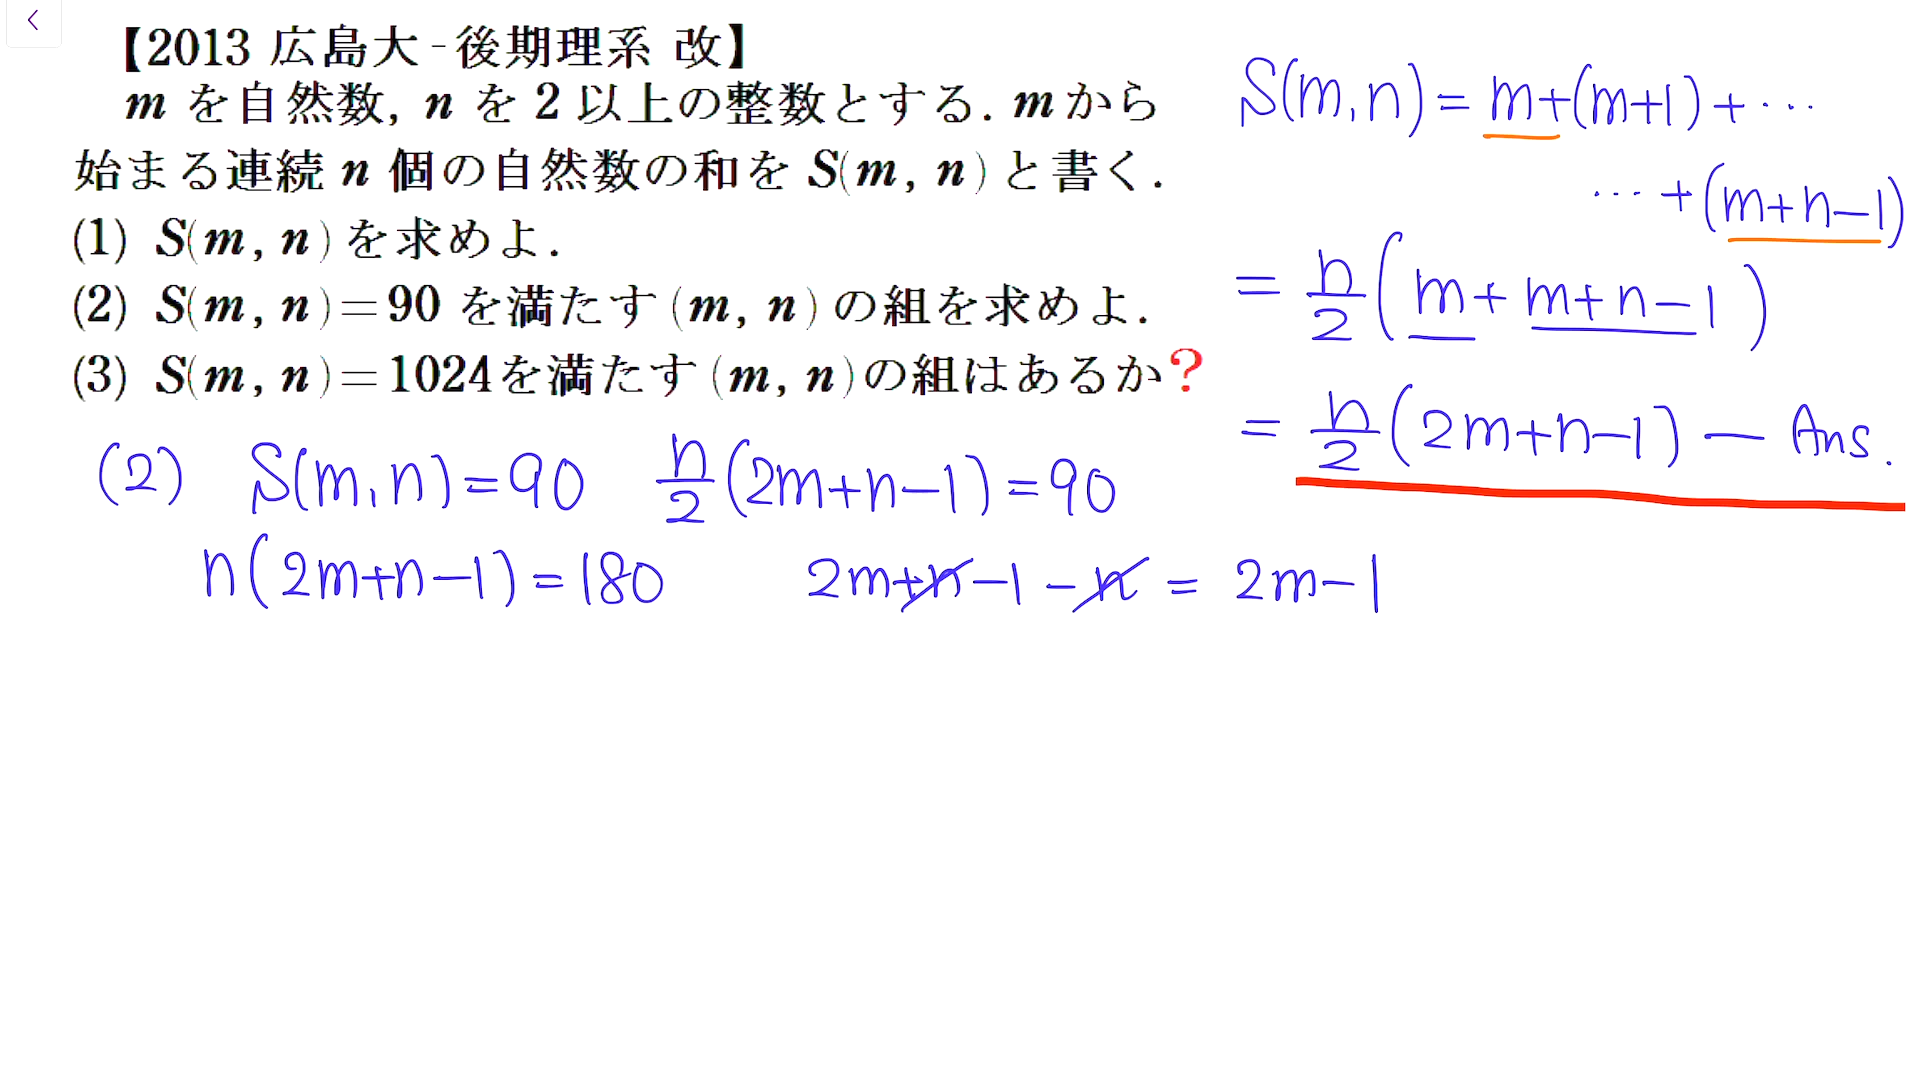 【2013 広島大-後期理系 改】
m を自然数, n を 2 以上の整数とする. m から
始まる連続 n 個の自然数の和を S(m, n) と書く.
(1) S(m, n) を求めよ.
(2) S(m, n)=90 を満たす (m, n) の組を求めよ.
(3) S(m, n)=1024を満たす (m, n)の組はあるか?
S(m,n)=m+(m+1)+…
…+(m+n-1)
=n/2(m+m+n-1)
=n/2(2m+n-1)-Ans.
(2) S(m,n)=90 n/2(2m+n-1)=90
n(2m+n-1)=180 2m+n-1-n=2m-1